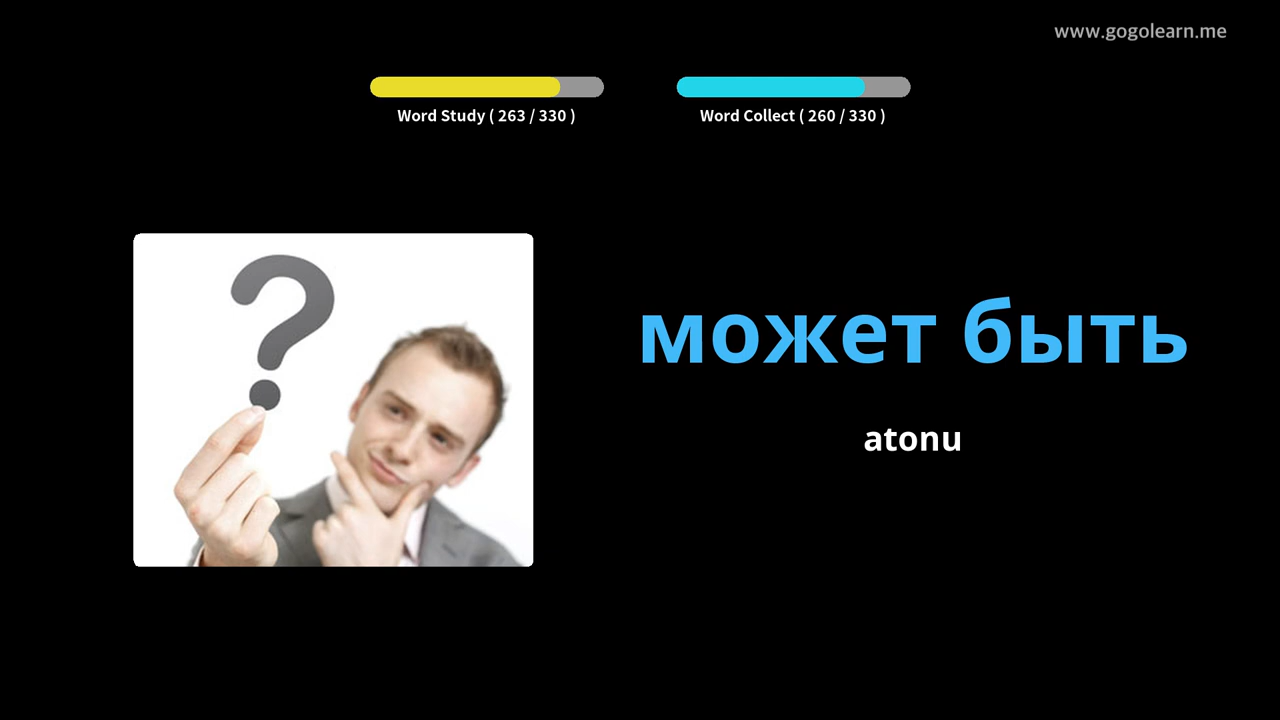 www.gogolearn.me
Word Study ( 263 / 330 )
Word Collect ( 260 / 330 )
может быть
atonu